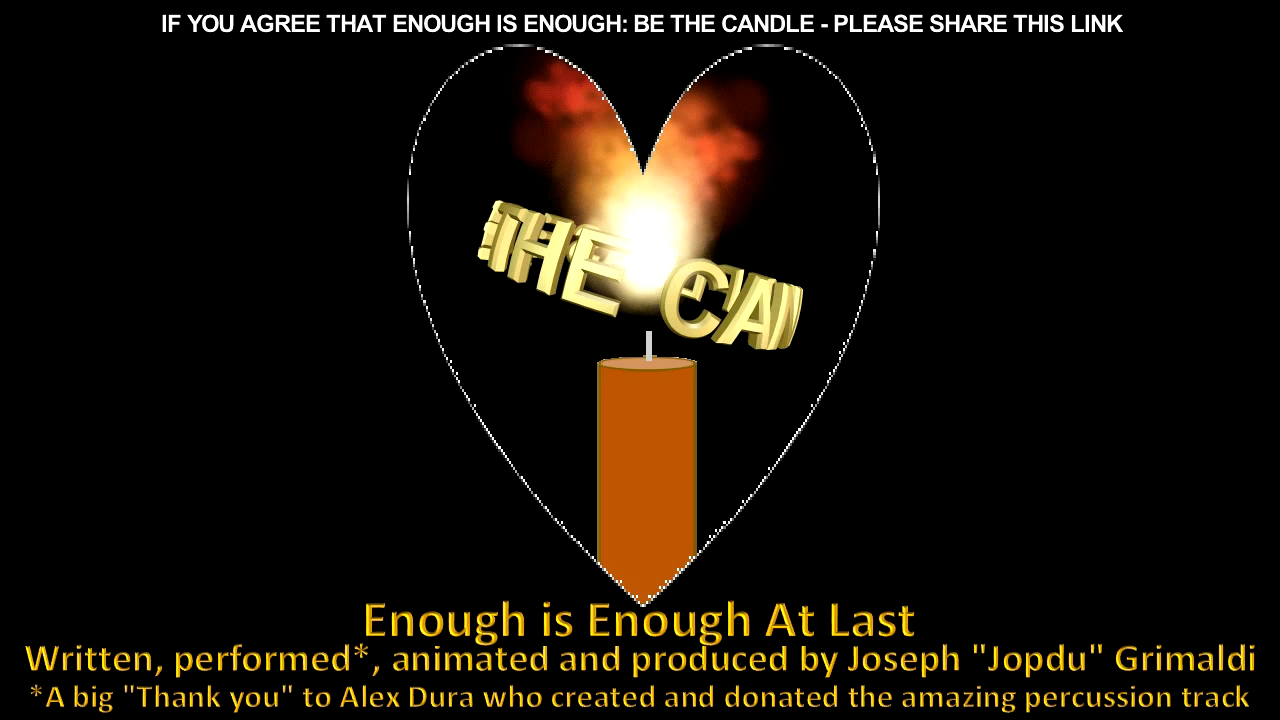 IF YOU AGREE THAT ENOUGH IS ENOUGH: BE THE CANDLE - PLEASE SHARE THIS LINK
THE CAN
Enough is Enough At Last
Written, performed*, animated and produced by Joseph "Jopdu" Grimaldi
*A big "Thank you" to Alex Dura who created and donated the amazing percussion track